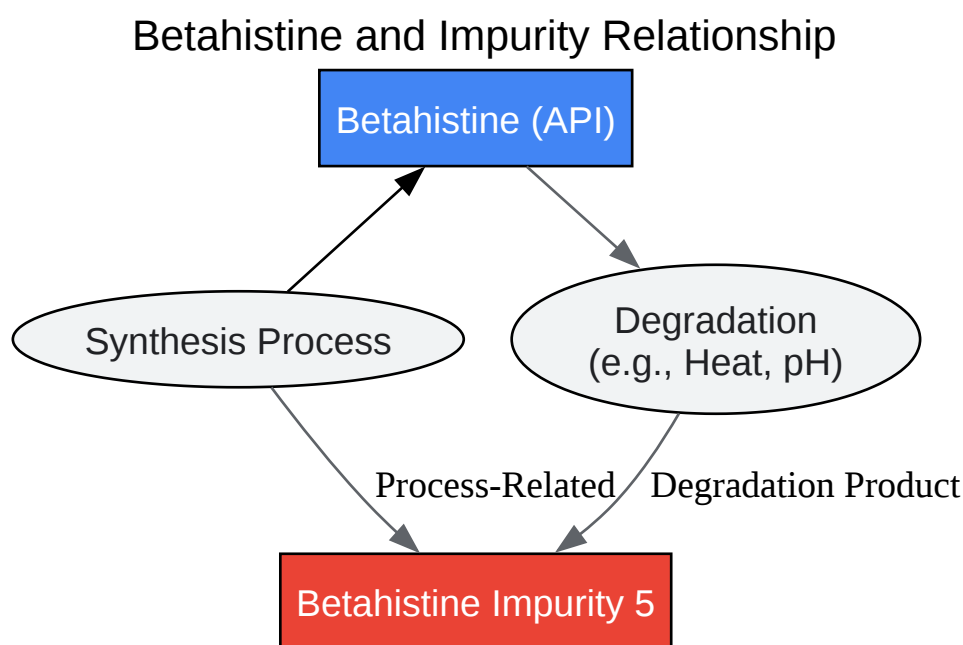 Betahistine and Impurity Relationship
Betahistine (API)
Synthesis Process
Degradation
(e.g., Heat, pH)
Process-Related
Degradation Product
Betahistine Impurity 5